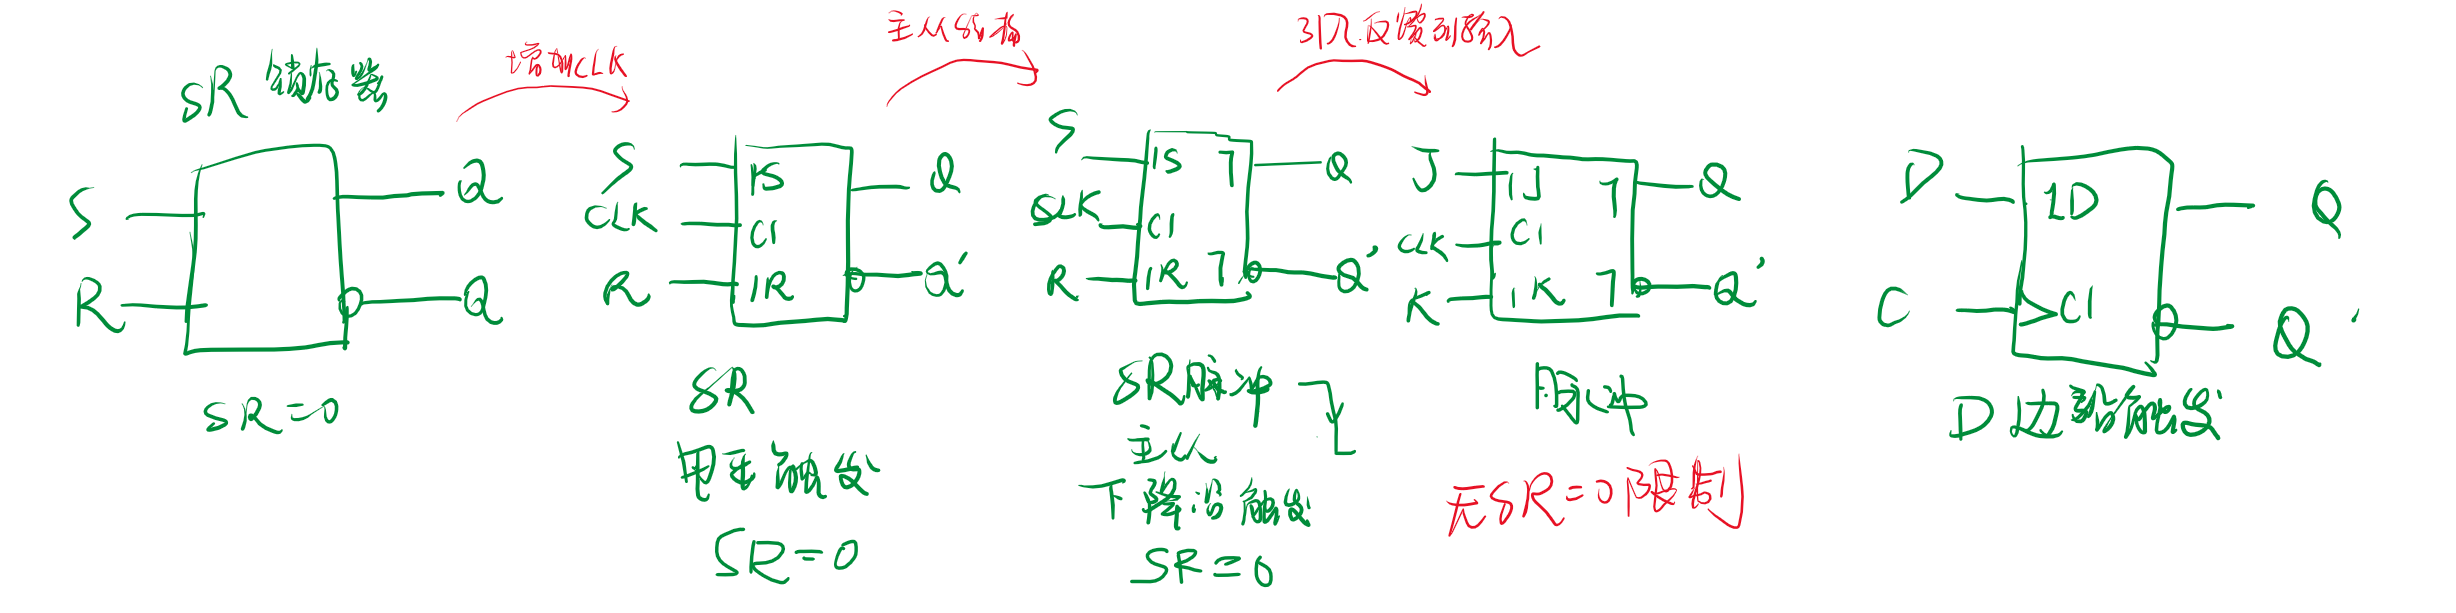 SR 锁存器
S
R
Q
Q
SR=0
增加CLK
S
CLK
R
1S
C1
1R
Q
Q'
SR
电平触发
SR=0
主从结构
S
CLK
R
1S ┐
C1
1R ┐
Q
Q'
SR脉冲
主从
下降沿触发
SR=0
引入反馈到输入
J
CLK
K
1J ┐
C1
1K ┐
Q
Q'
脉冲
无SR=0限制
D
C
1D
C1
Q
Q'
D边沿触发